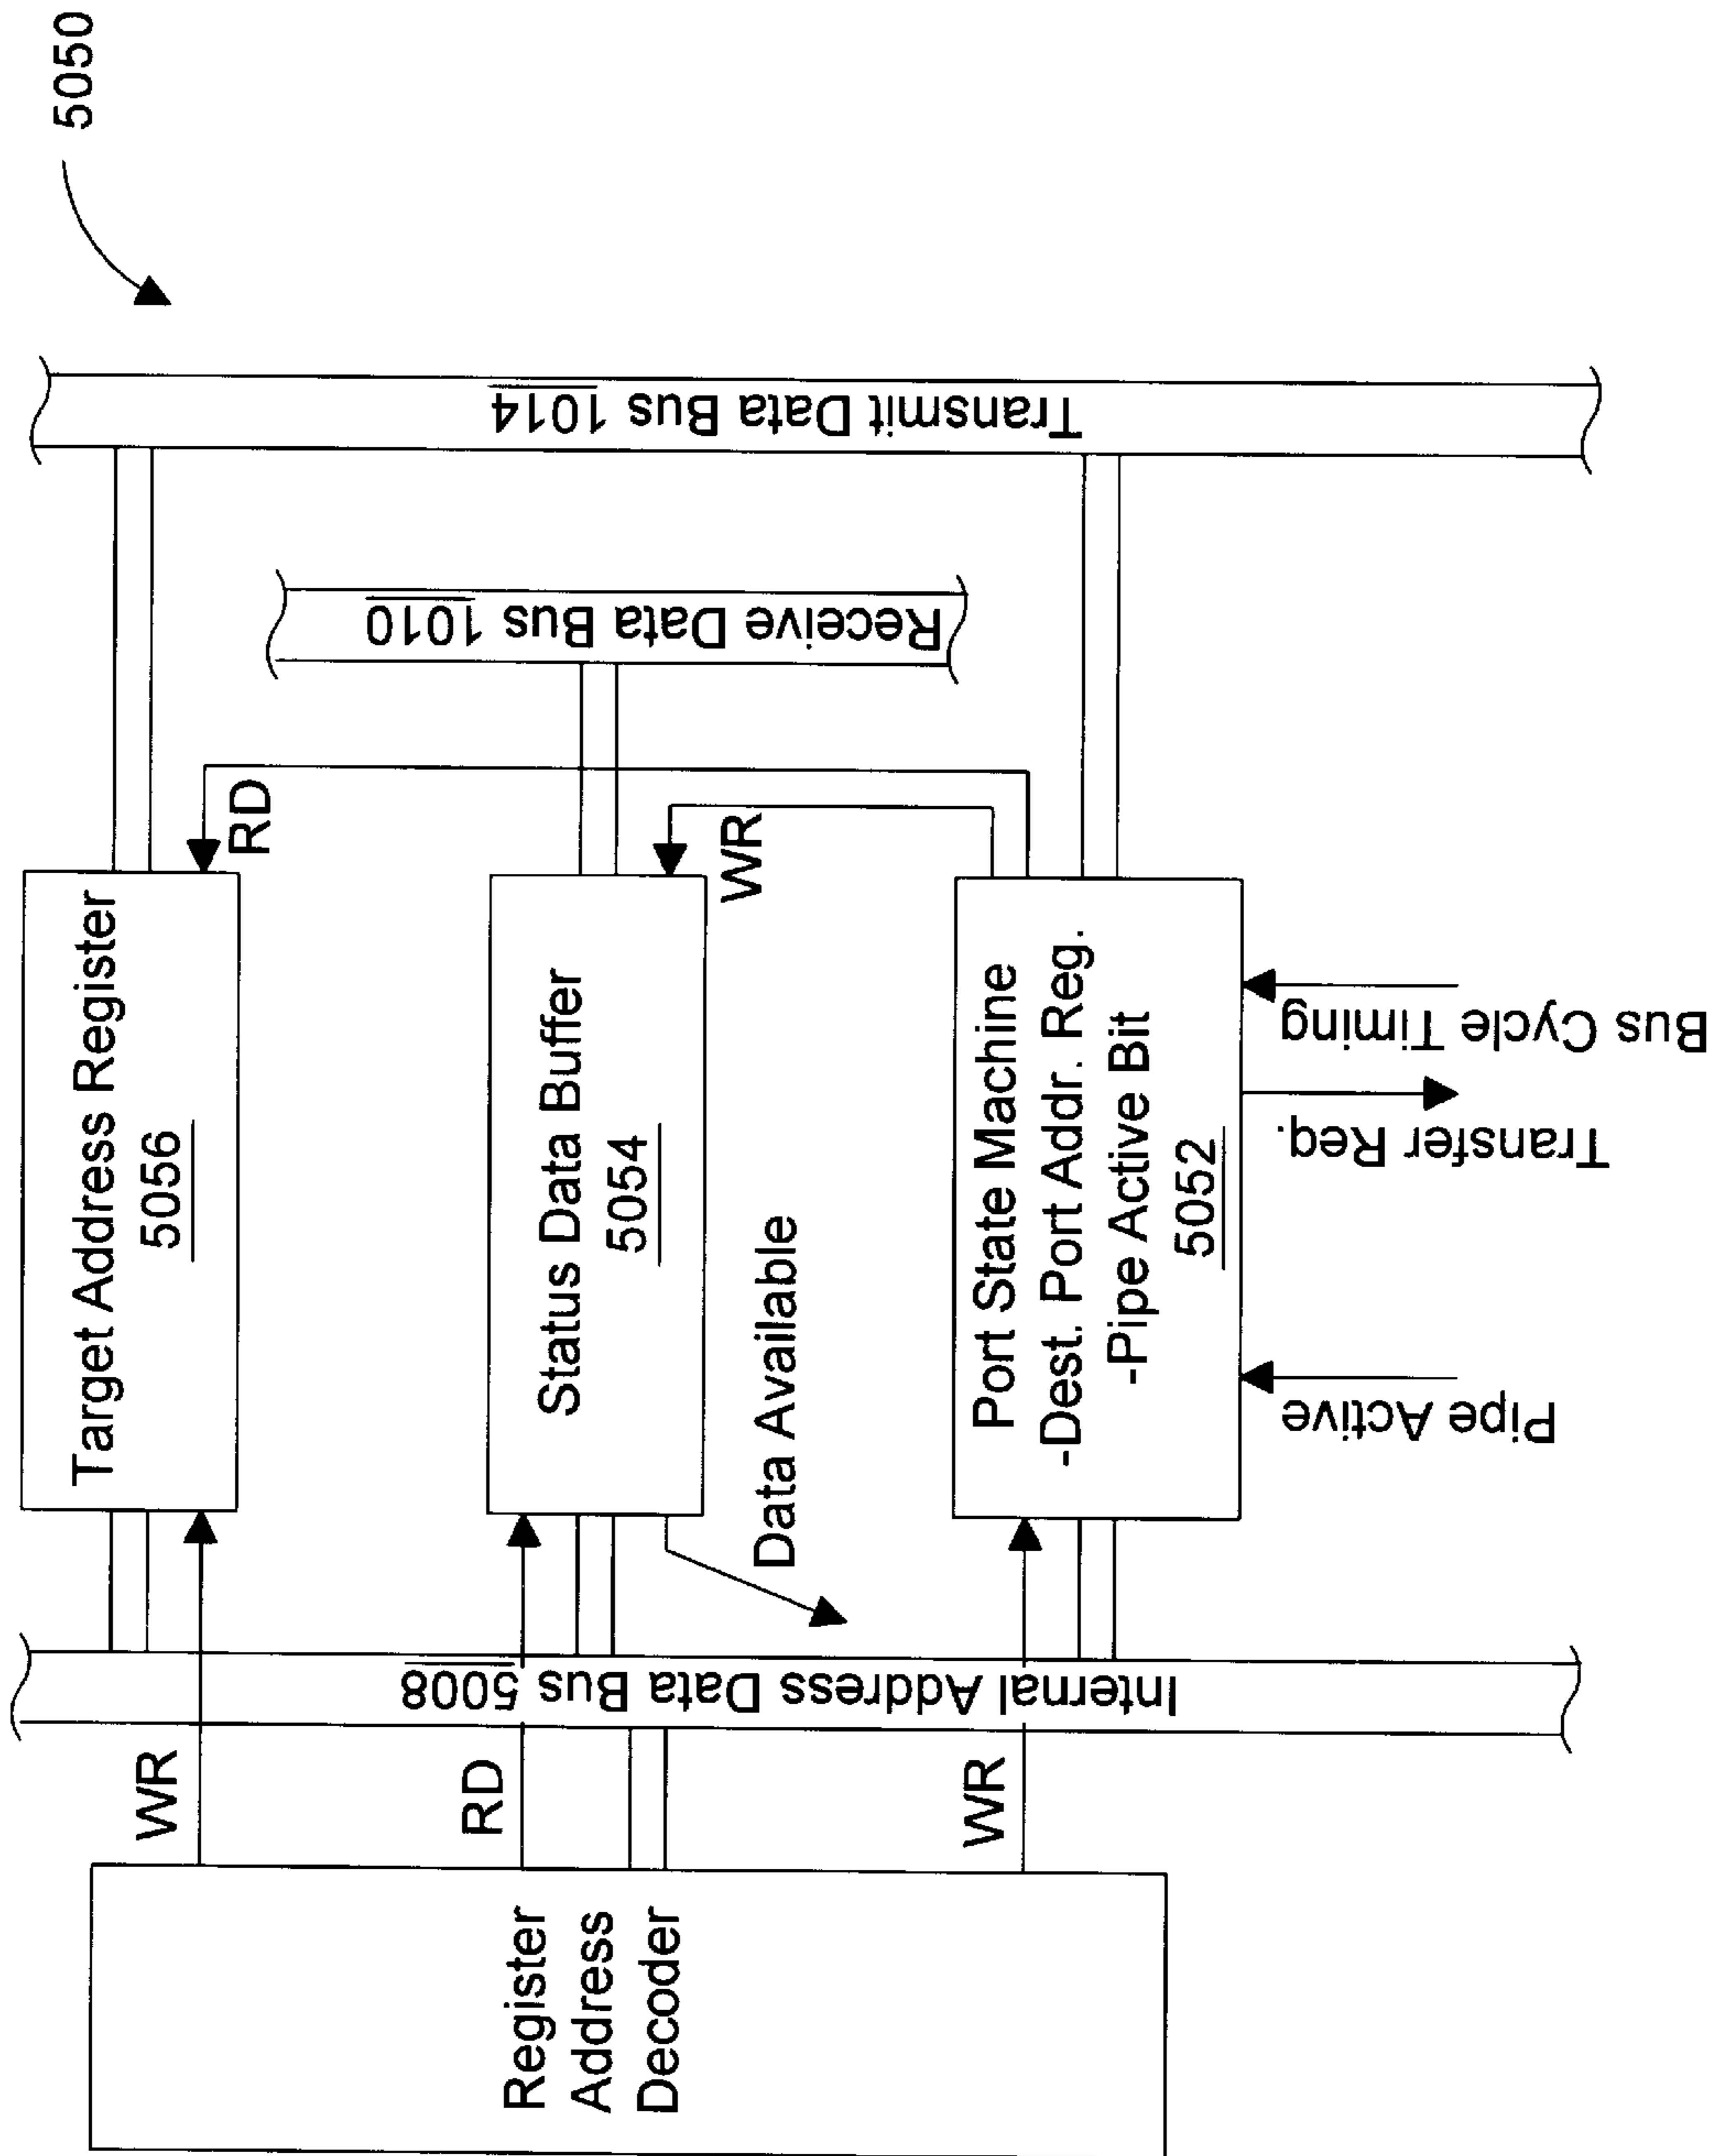 5050
Target Address Register
5056
Status Data Buffer
5054
Port State Machine
-Dest. Port Addr. Reg.
-Pipe Active Bit
5052
Register
Address
Decoder
WR
RD
WR
RD
WR
Data Available
Internal Address Data Bus 5008
Receive Data Bus 1010
Transmit Data Bus 1014
Pipe Active
Transfer Req.
Bus Cycle Timing